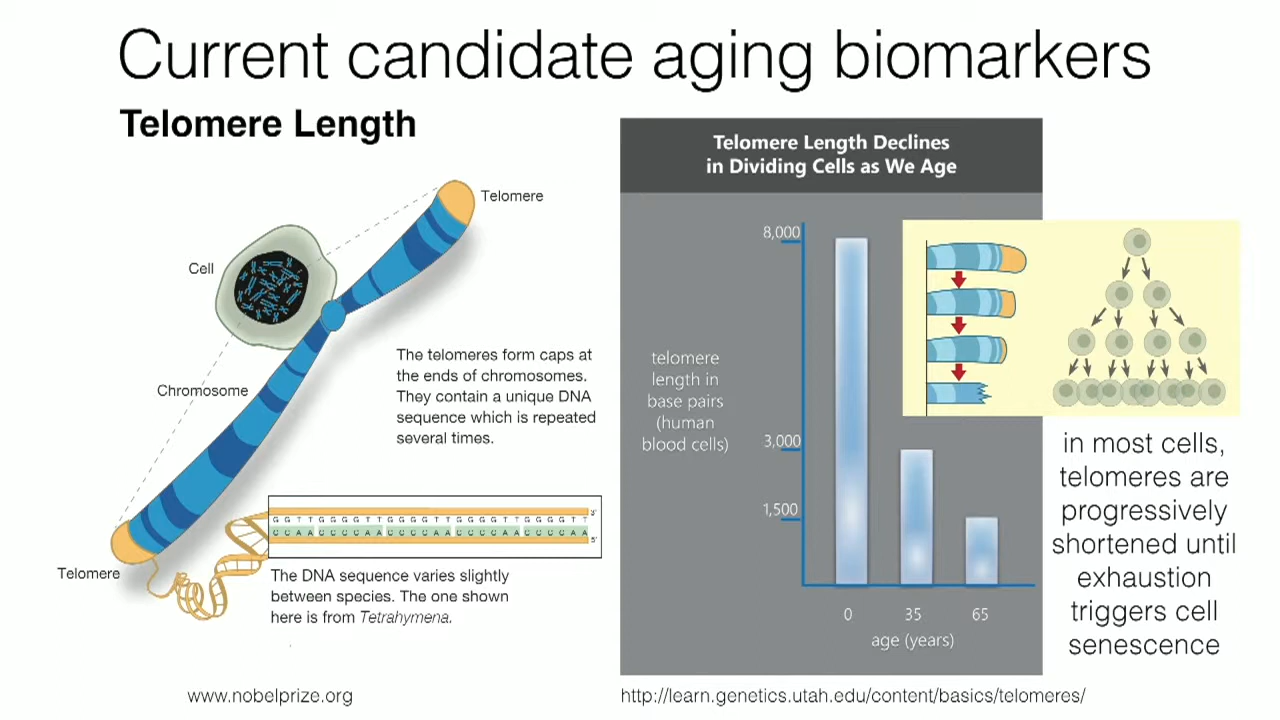 Current candidate aging biomarkers
Telomere Length
Telomere
Cell
Chromosome
The telomeres form caps at
the ends of chromosomes.
They contain a unique DNA
sequence which is repeated
several times.
3'
G G T T G G G G T T G G G G T T G G G G T T G G G G T T
C C A A C C C C A A C C C C A A C C C C A A C C C C A A
5'
Telomere
The DNA sequence varies slightly
between species. The one shown
here is from Tetrahymena.
www.nobelprize.org
Telomere Length Declines
in Dividing Cells as We Age
8,000
telomere
length in
base pairs
(human
blood cells)
3,000
1,500
0 35 65
age (years)
http://learn.genetics.utah.edu/content/basics/telomeres/
in most cells,
telomeres are
progressively
shortened until
exhaustion
triggers cell
senescence